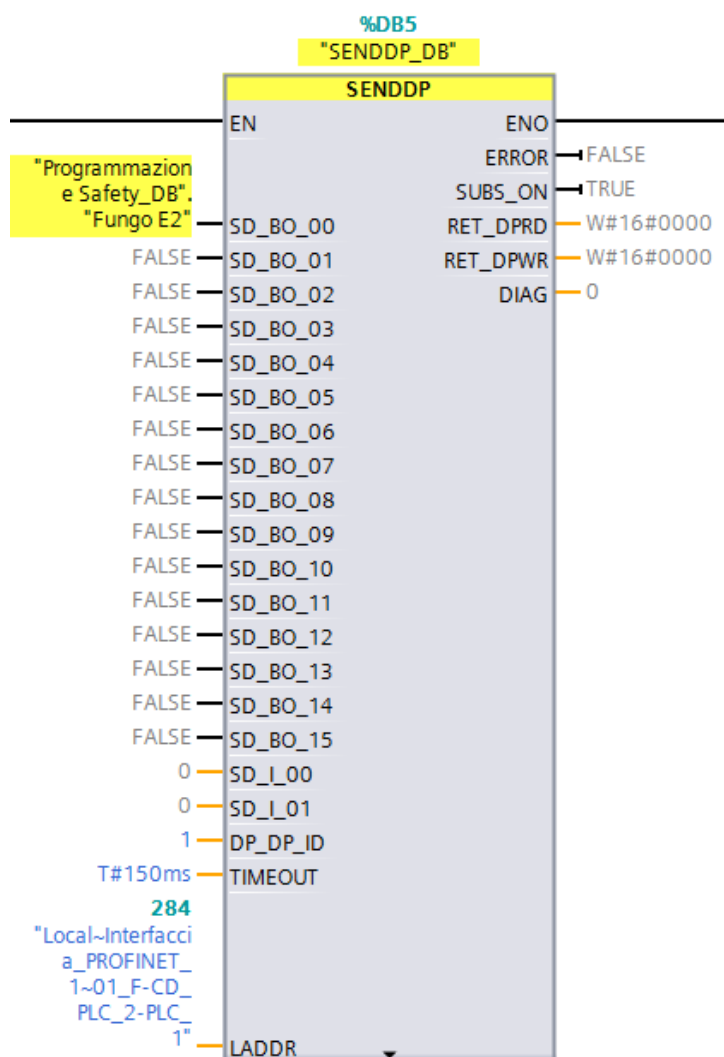 %DB5
"SENDDP_DB"
SENDDP
EN ENO
ERROR FALSE
"Programmazion
e Safety_DB".
"Fungo E2"
SUBS_ON TRUE
SD_BO_00 RET_DPRD W#16#0000
FALSE SD_BO_01 RET_DPWR W#16#0000
FALSE SD_BO_02 DIAG 0
FALSE SD_BO_03
FALSE SD_BO_04
FALSE SD_BO_05
FALSE SD_BO_06
FALSE SD_BO_07
FALSE SD_BO_08
FALSE SD_BO_09
FALSE SD_BO_10
FALSE SD_BO_11
FALSE SD_BO_12
FALSE SD_BO_13
FALSE SD_BO_14
FALSE SD_BO_15
0 SD_I_00
0 SD_I_01
1 DP_DP_ID
T#150ms TIMEOUT
284
"Local~Interfacci
a_PROFINET_
1~01_F-CD_
PLC_2-PLC_
1" LADDR